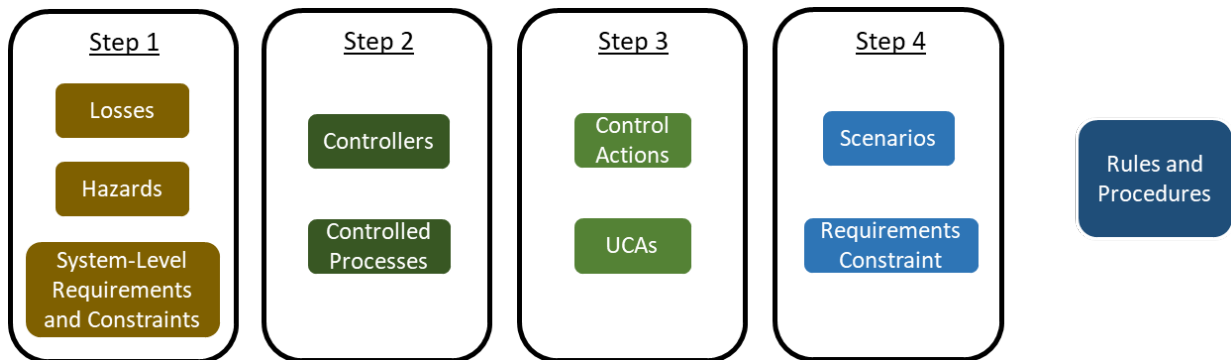 Step 1
Losses
Hazards
System-Level
Requirements
and Constraints
Step 2
Controllers
Controlled
Processes
Step 3
Control
Actions
UCAs
Step 4
Scenarios
Requirements
Constraint
Rules and
Procedures